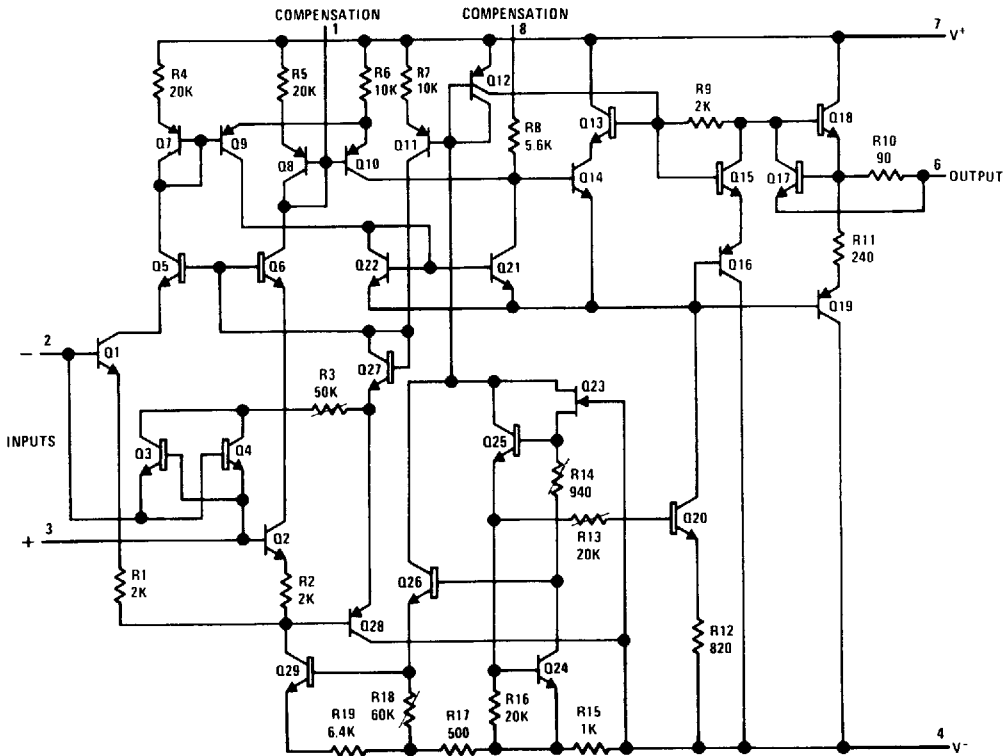 COMPENSATION
1
COMPENSATION
8
7
V+
R4
20K
R5
20K
R6
10K
R7
10K
Q12
R8
5.6K
Q13
R9
2K
Q18
R10
90
6
OUTPUT
Q7
Q9
Q8
Q10
Q11
Q14
Q15
Q17
R11
240
Q5
Q6
Q22
Q21
Q16
Q19
2
−
Q1
Q27
R3
50K
Q23
INPUTS
Q3
Q4
Q25
R14
940
3
+
Q2
R13
20K
Q20
R1
2K
R2
2K
Q26
Q28
R12
820
Q29
Q24
R18
60K
R16
20K
R19
6.4K
R17
500
R15
1K
4
V−